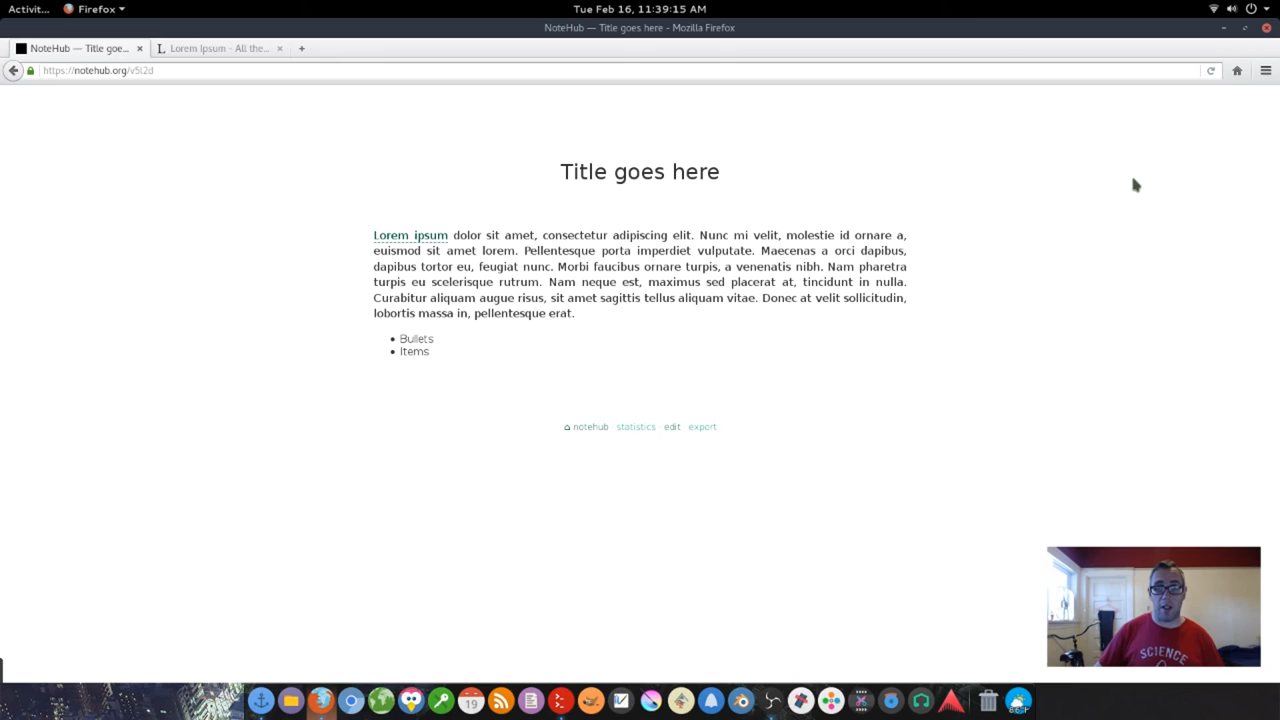 Activit...
Firefox
Tue Feb 16, 11:39:15 AM
NoteHub — Title goes here - Mozilla Firefox
NoteHub — Title goe...
Lorem Ipsum - All the...
https://notehub.org/v5l2d
Title goes here
Lorem ipsum dolor sit amet, consectetur adipiscing elit. Nunc mi velit, molestie id ornare a,
euismod sit amet lorem. Pellentesque porta imperdiet vulputate. Maecenas a orci dapibus,
dapibus tortor eu, feugiat nunc. Morbi faucibus ornare turpis, a venenatis nibh. Nam pharetra
turpis eu scelerisque rutrum. Nam neque est, maximus sed placerat at, tincidunt in nulla.
Curabitur aliquam augue risus, sit amet sagittis tellus aliquam vitae. Donec at velit sollicitudin,
lobortis massa in, pellentesque erat.
• Bullets
• Items
notehub · statistics · edit · export
SCIENCE
19